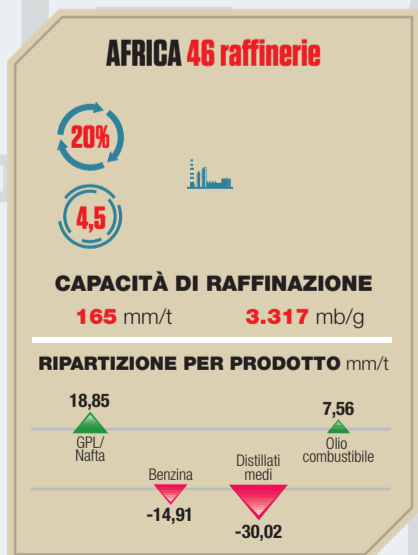 AFRICA 46 raffinerie
20%
4,5
CAPACITÀ DI RAFFINAZIONE
165 mm/t 3.317 mb/g
RIPARTIZIONE PER PRODOTTO mm/t
18,85
GPL/
Nafta
7,56
Olio
combustibile
Benzina
-14,91
Distillati
medi
-30,02